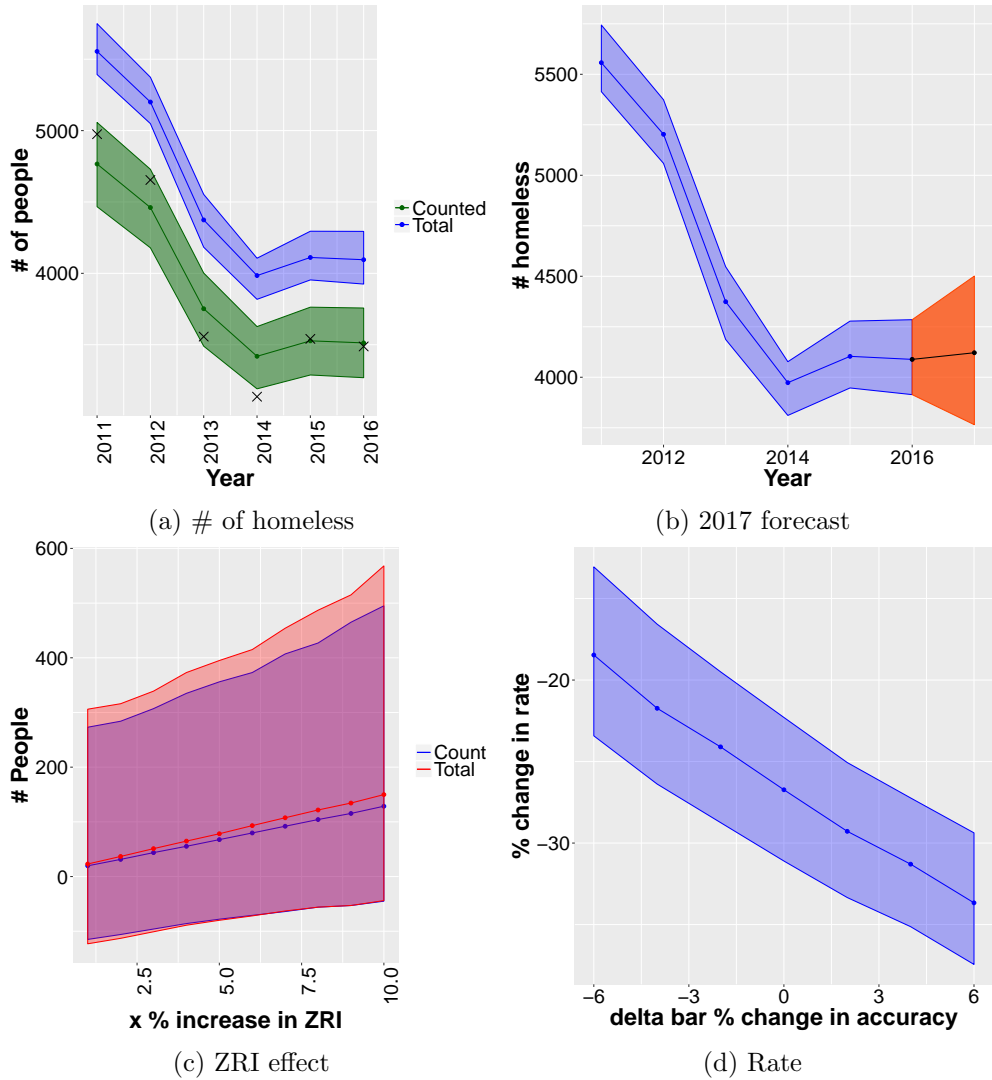 # of people
5000
4000
2011
2012
2013
2014
2015
2016
Year
Counted
Total
(a) # of homeless
# homeless
5500
5000
4500
4000
2012
2014
2016
Year
(b) 2017 forecast
# People
600
400
200
0
2.5
5.0
7.5
10.0
x % increase in ZRI
Count
Total
(c) ZRI effect
% change in rate
−20
−30
−6
−3
0
3
6
delta bar % change in accuracy
(d) Rate